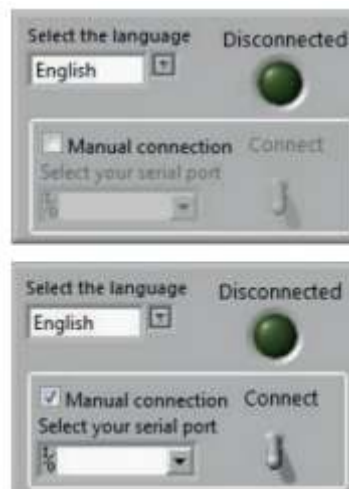 Select the language Disconnected
English
Manual connection Connect
Select your serial port
Select the language Disconnected
English
Manual connection Connect
Select your serial port